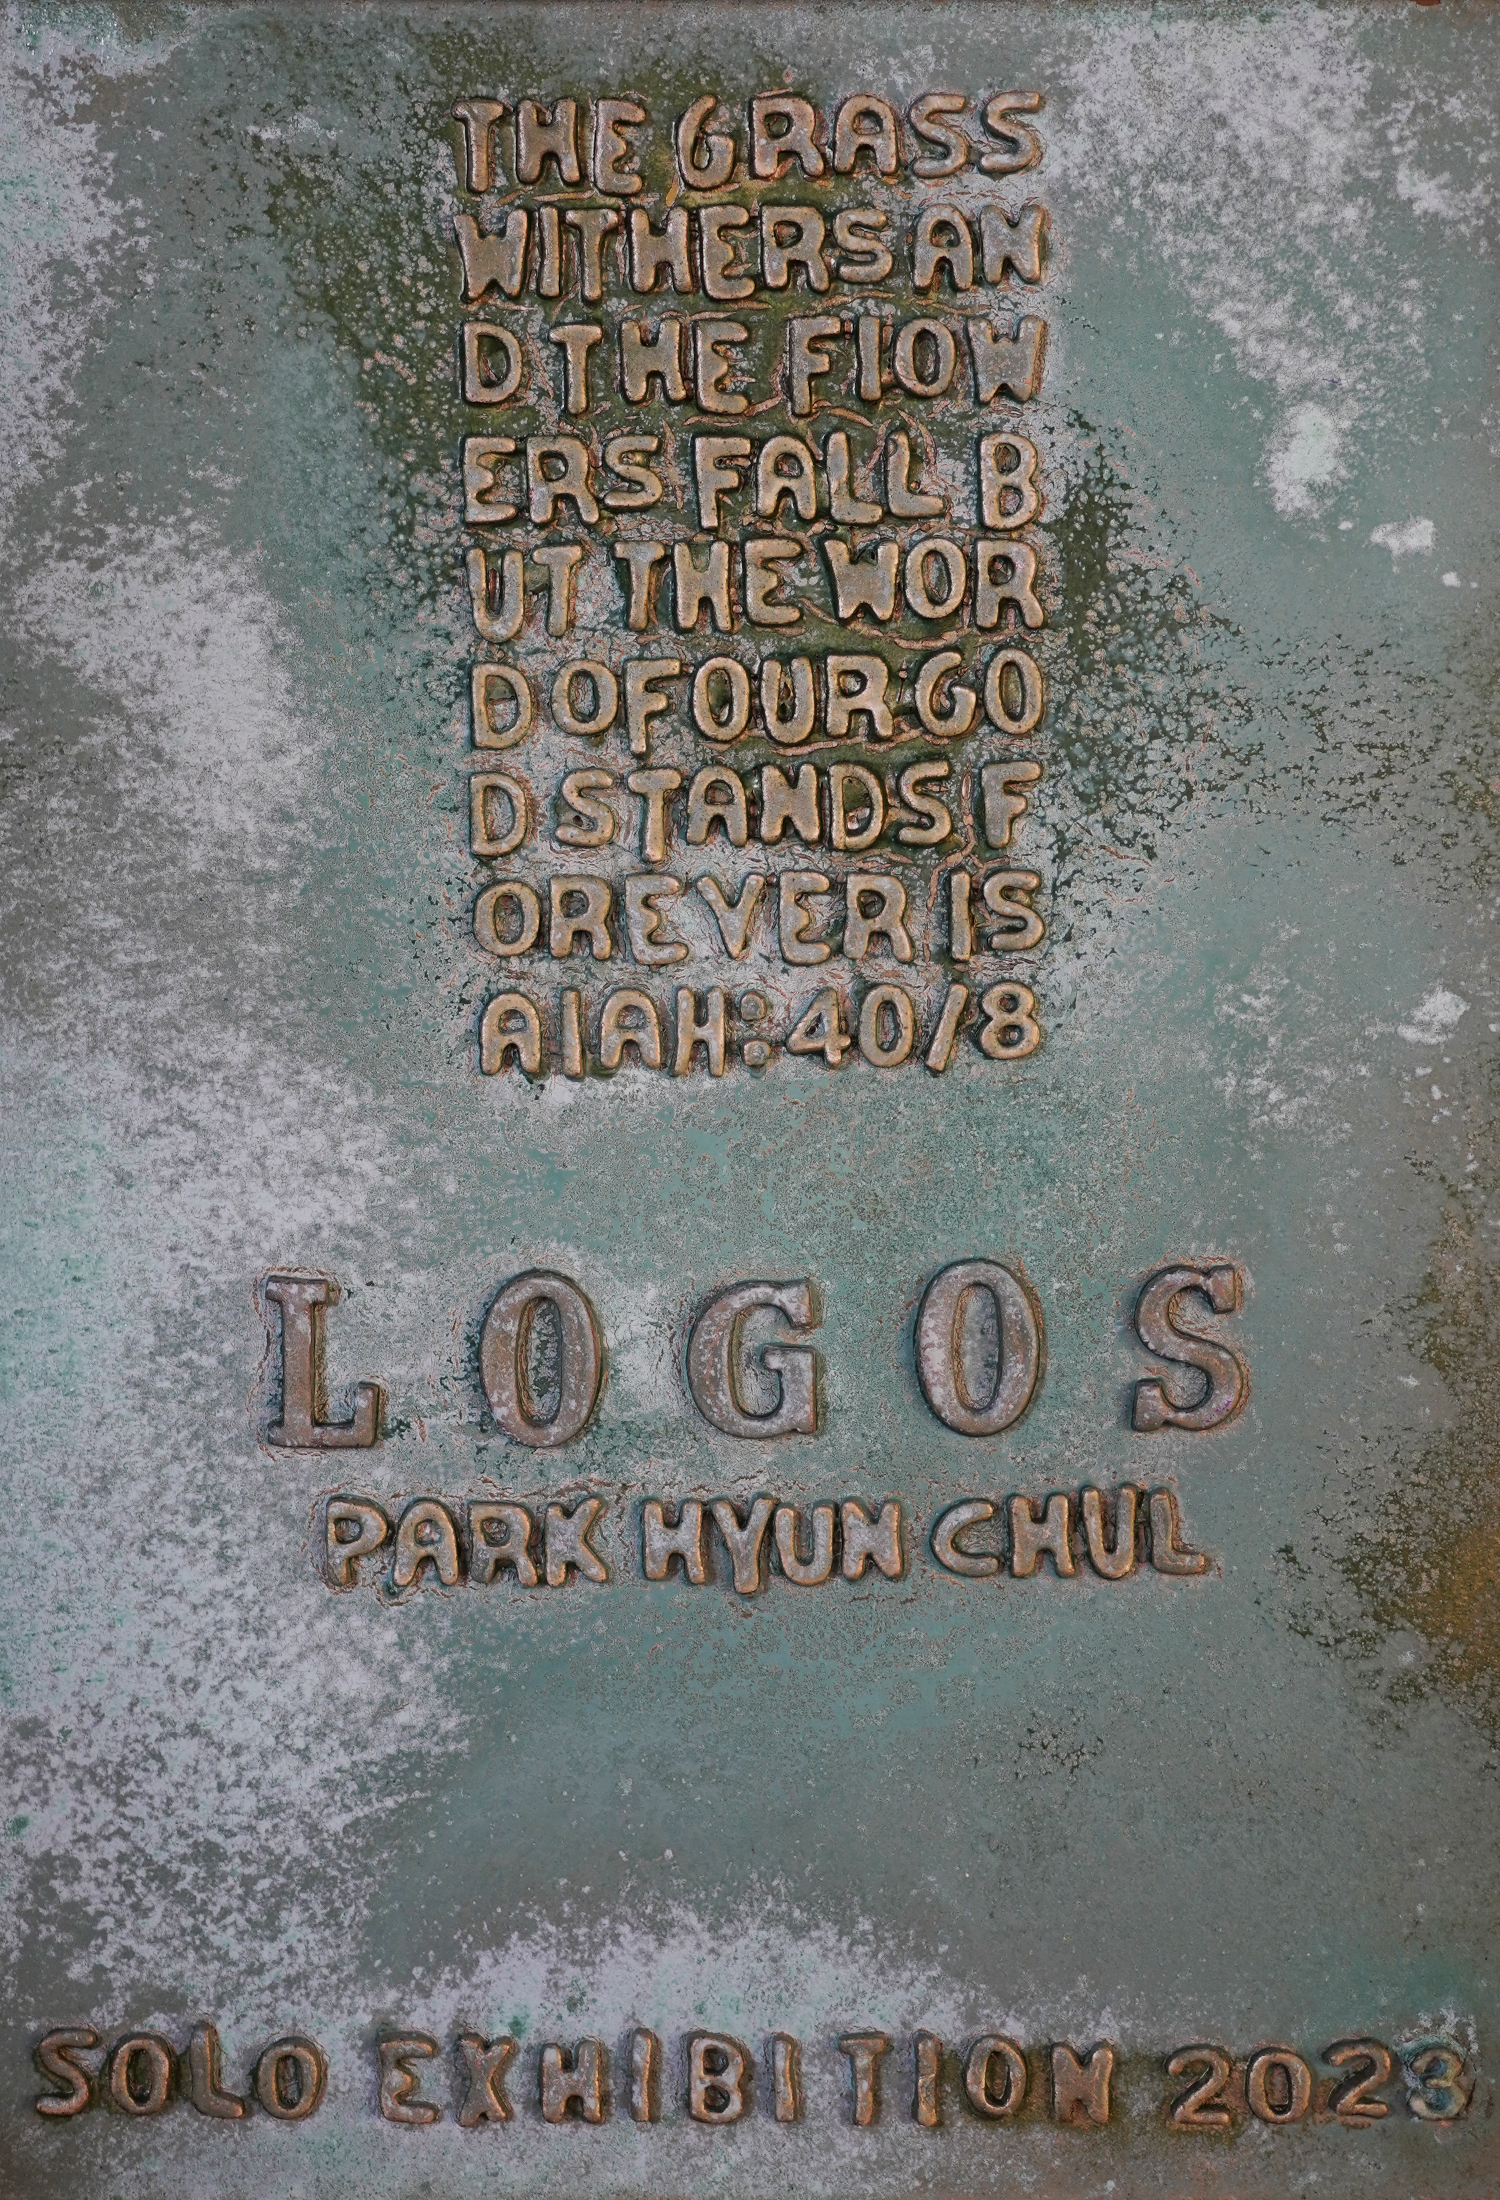 THE GRASS
WITHERS AN
D THE FIOW
ERS FALL B
UT THE WOR
D OF OUR GO
D STANDS F
OREVER IS
AIAH:40/8
LOGOS
PARK HYUN CHUL
SOLO EXHIBITION 2023